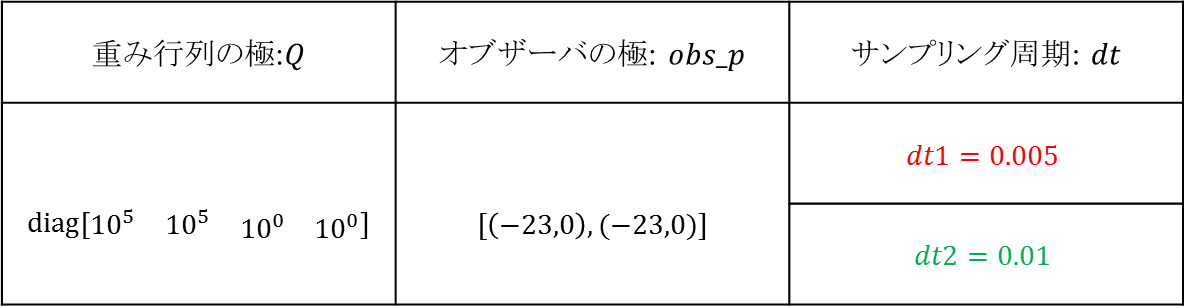 重み行列の極:Q
オブザーバの極: obs_p
サンプリング周期: dt
diag[10⁵ 10⁵ 10⁰ 10⁰]
[(−23,0), (−23,0)]
dt1 = 0.005
dt2 = 0.01